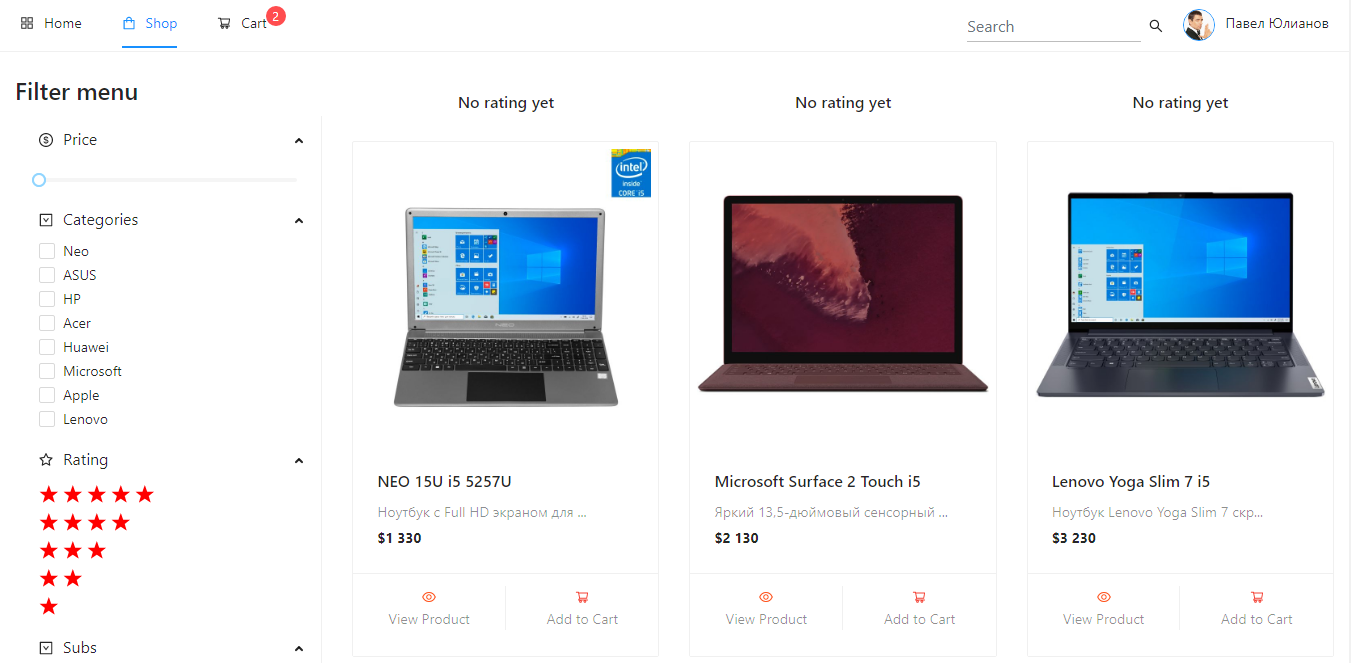 Home
Shop
Cart
2
Search
Павел Юлианов
Filter menu
Price
Categories
Neo
ASUS
HP
Acer
Huawei
Microsoft
Apple
Lenovo
Rating
Subs
No rating yet
intel
inside
CORE i5
NEO
NEO 15U i5 5257U
Ноутбук с Full HD экраном для ...
$1 330
View Product
Add to Cart
No rating yet
Microsoft Surface 2 Touch i5
Яркий 13,5-дюймовый сенсорный ...
$2 130
View Product
Add to Cart
No rating yet
Lenovo Yoga Slim 7 i5
Ноутбук Lenovo Yoga Slim 7 скр...
$3 230
View Product
Add to Cart